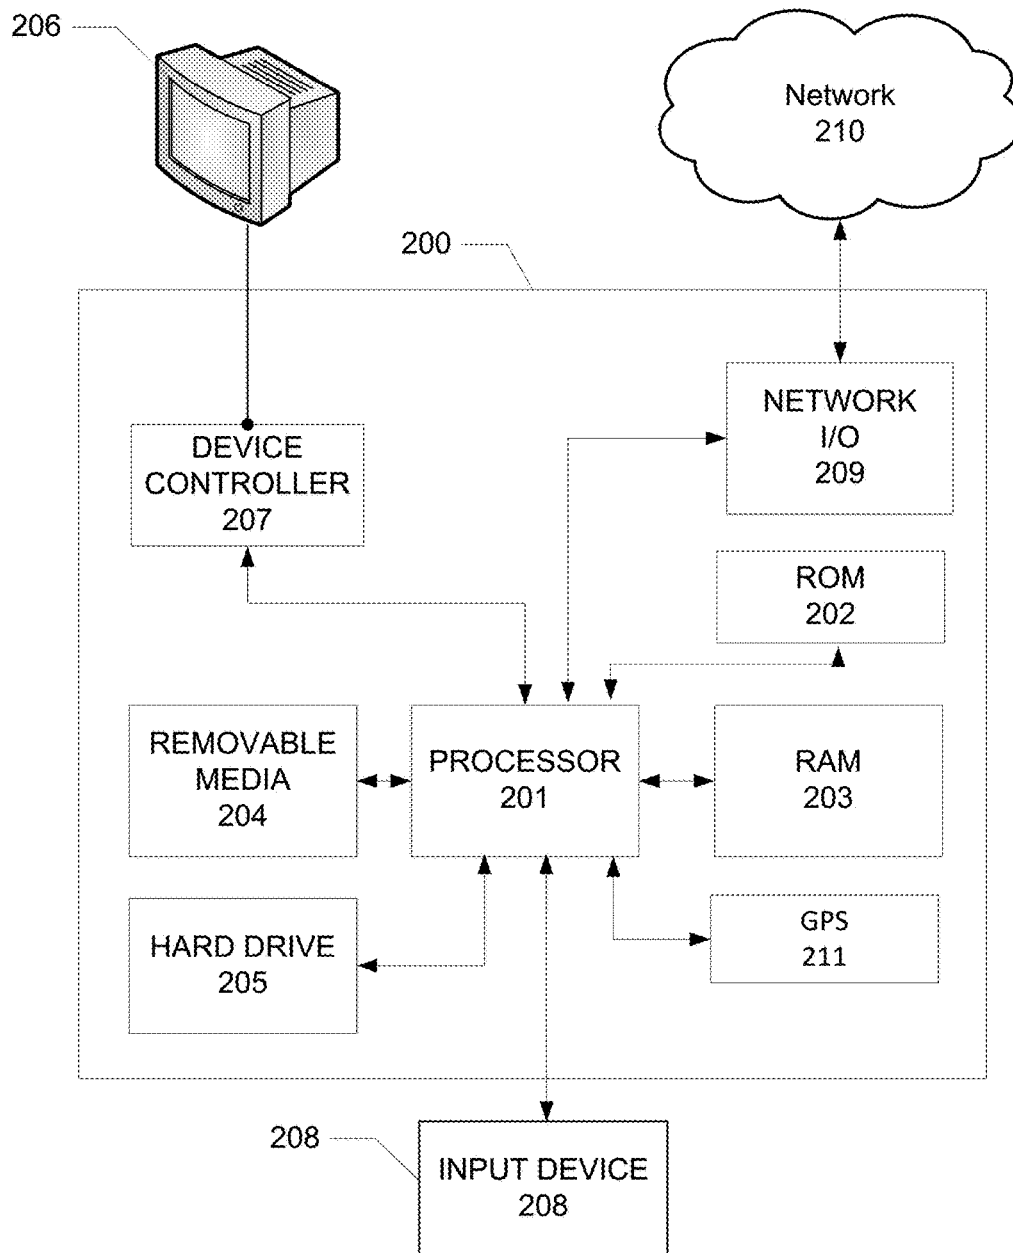 206
Network
210
200
NETWORK
I/O
209
DEVICE
CONTROLLER
207
ROM
202
REMOVABLE
MEDIA
204
PROCESSOR
201
RAM
203
HARD DRIVE
205
GPS
211
208
INPUT DEVICE
208